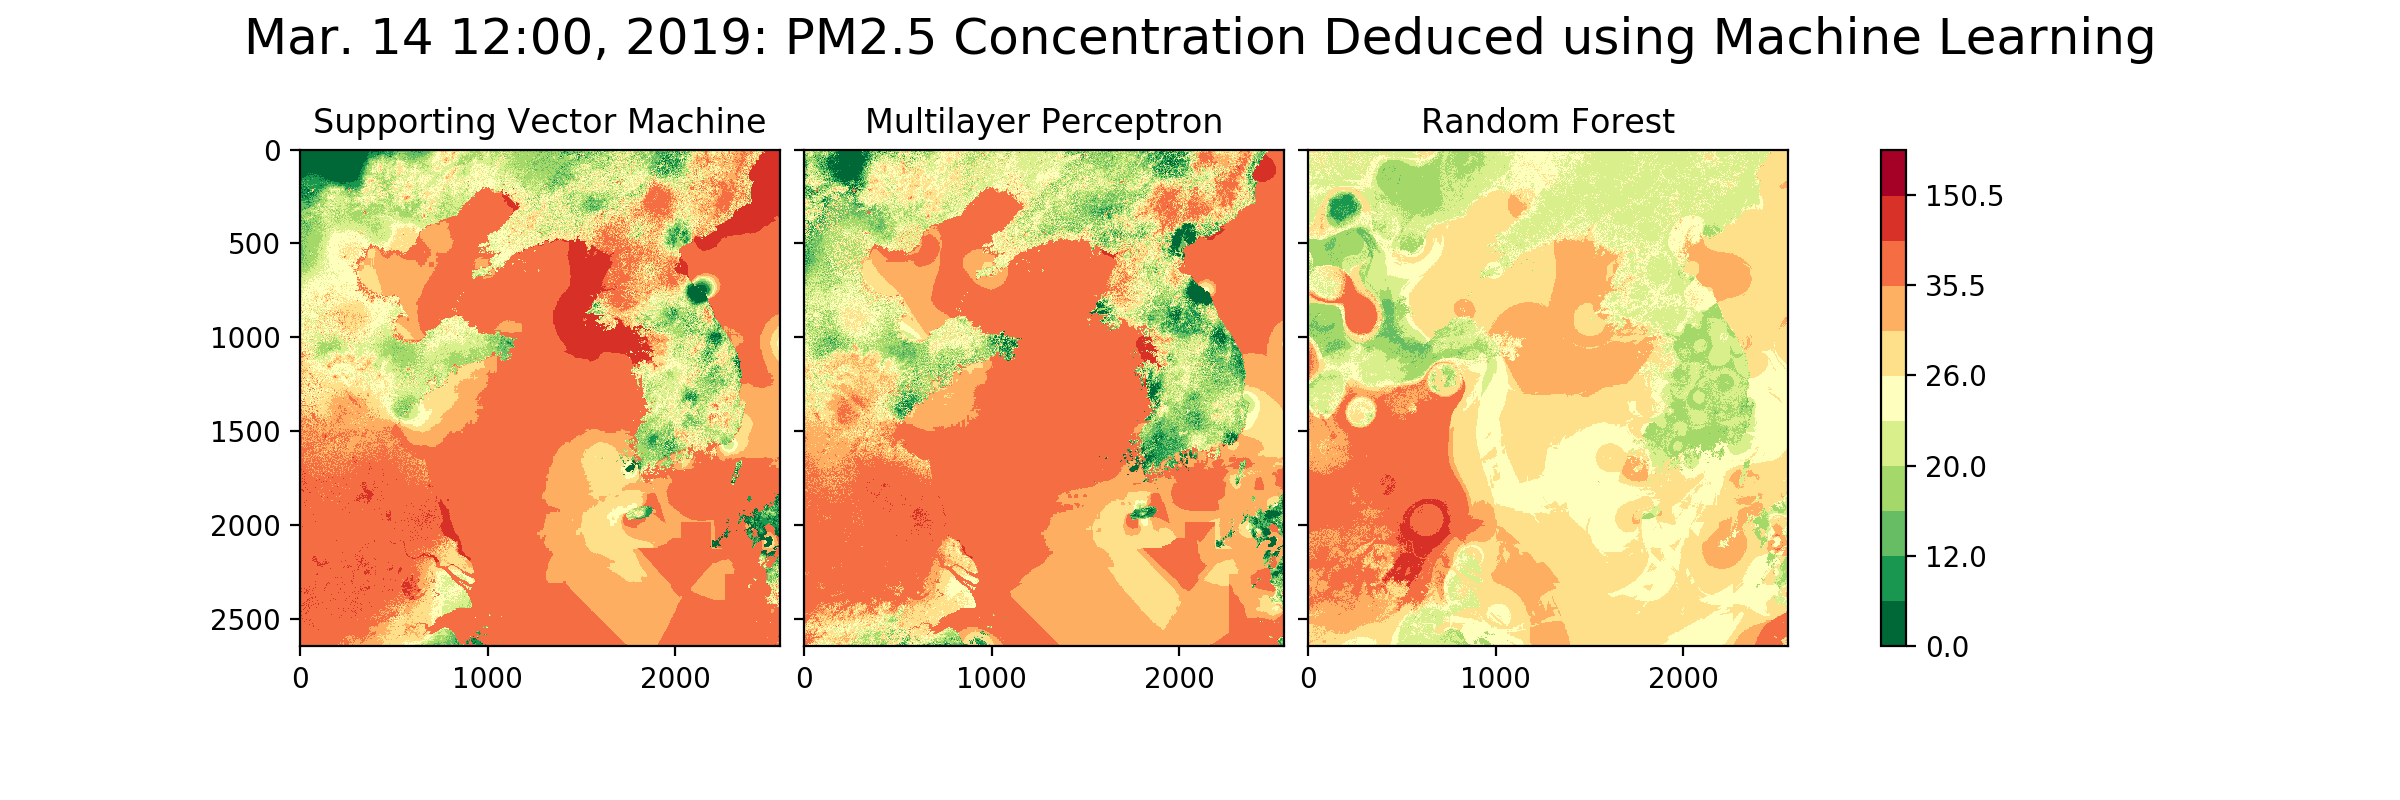 Mar. 14 12:00, 2019: PM2.5 Concentration Deduced using Machine Learning
Supporting Vector Machine
Multilayer Perceptron
Random Forest
0
500
1000
1500
2000
2500
0 1000 2000
0 1000 2000
0 1000 2000
150.5
35.5
26.0
20.0
12.0
0.0